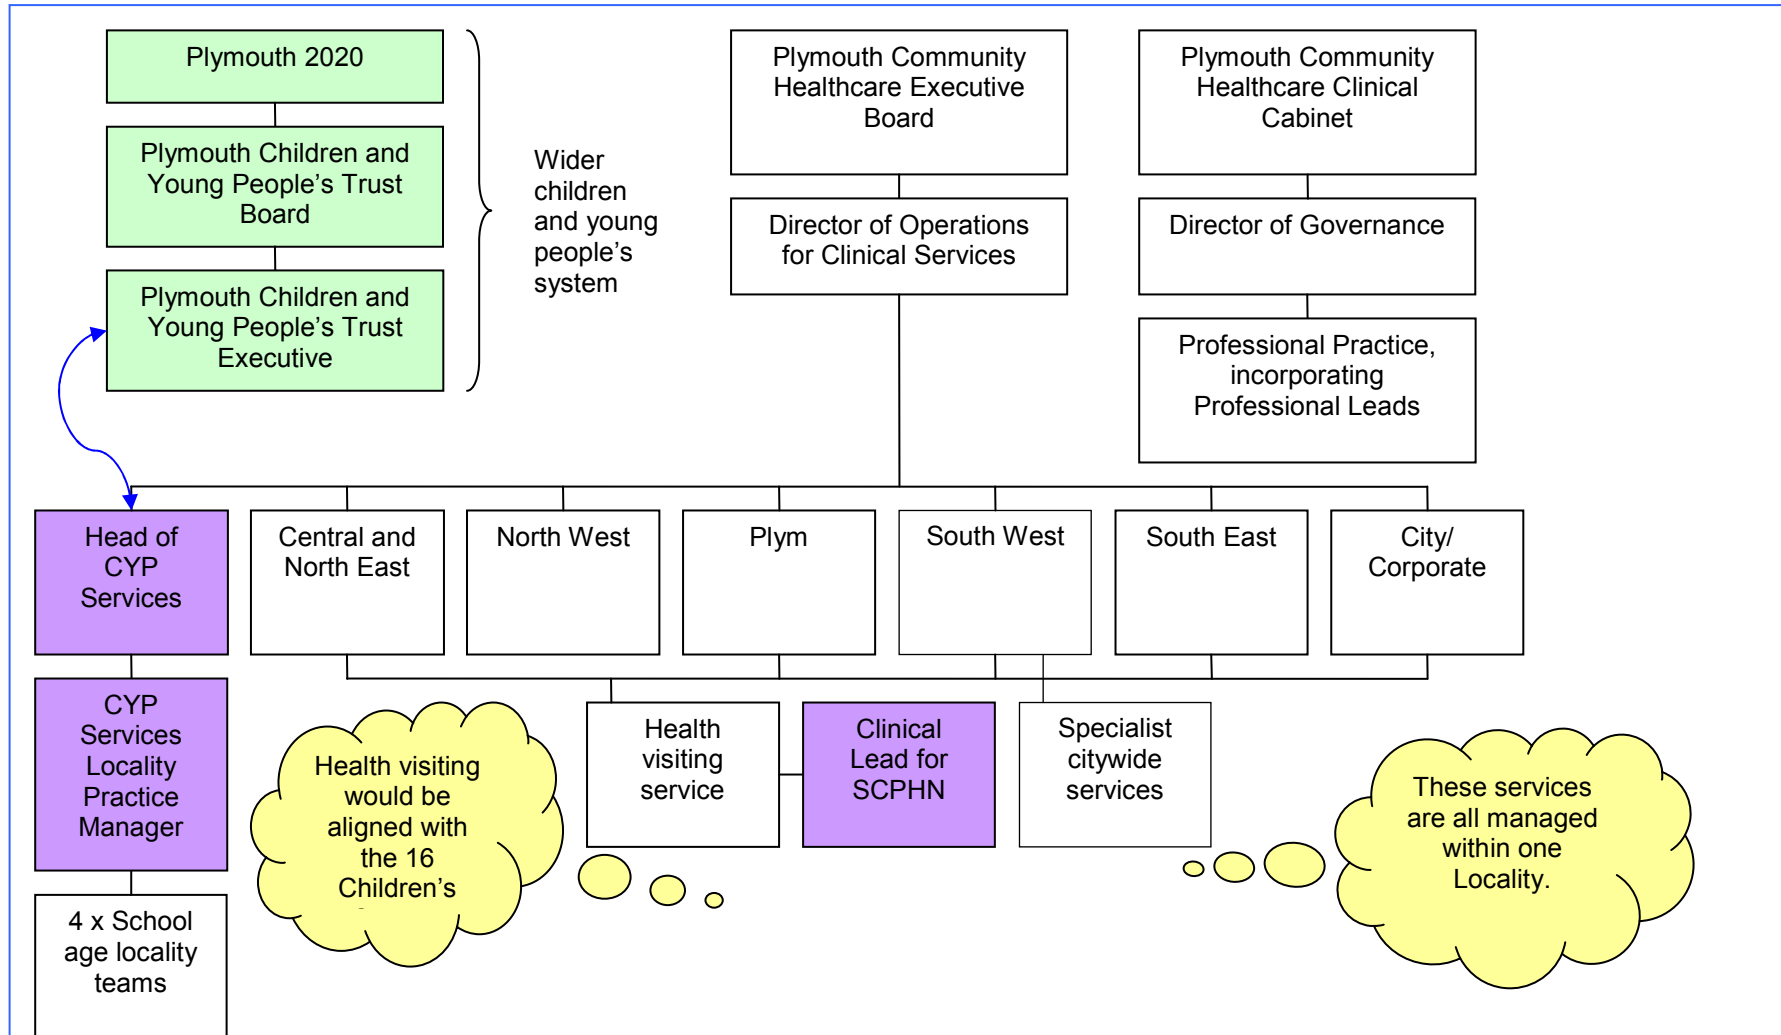 Plymouth 2020
Plymouth Children and
Young People's Trust
Board
Plymouth Children and
Young People's Trust
Executive
Wider
children
and young
people's
system
Plymouth Community
Healthcare Executive
Board
Director of Operations
for Clinical Services
Plymouth Community
Healthcare Clinical
Cabinet
Director of Governance
Professional Practice,
incorporating
Professional Leads
Head of
CYP
Services
Central and
North East
North West
Plym
South West
South East
City/
Corporate
CYP
Services
Locality
Practice
Manager
4 x School
age locality
teams
Health visiting
would be
aligned with
the 16
Children's
Health
visiting
service
Clinical
Lead for
SCPHN
Specialist
citywide
services
These services
are all managed
within one
Locality.